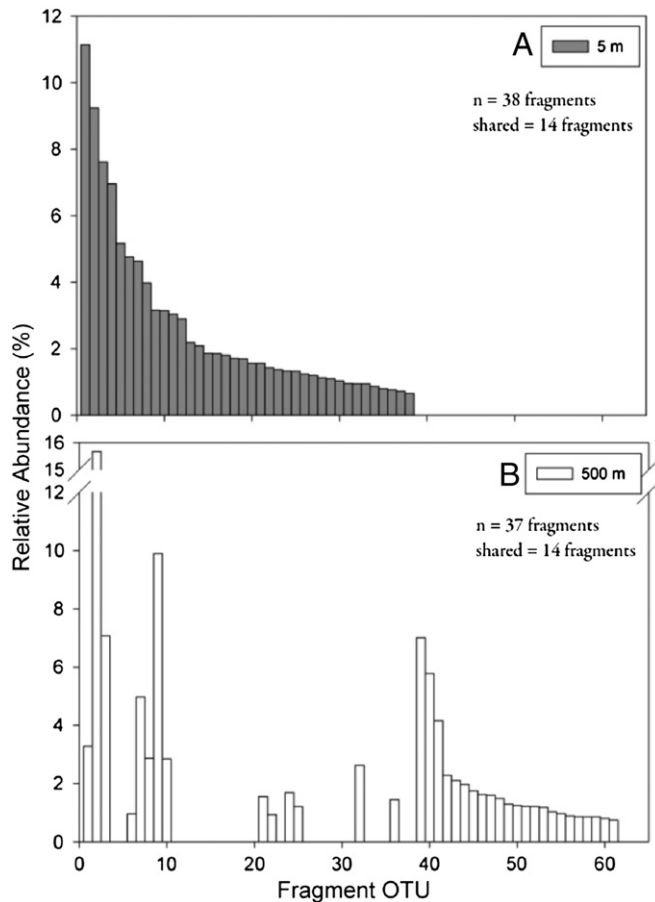 12
10
8
6
4
2
0
A
5 m
n = 38 fragments
shared = 14 fragments
Relative Abundance (%)
16
15
12
10
8
6
4
2
0
B
500 m
n = 37 fragments
shared = 14 fragments
0 10 20 30 40 50 60
Fragment OTU